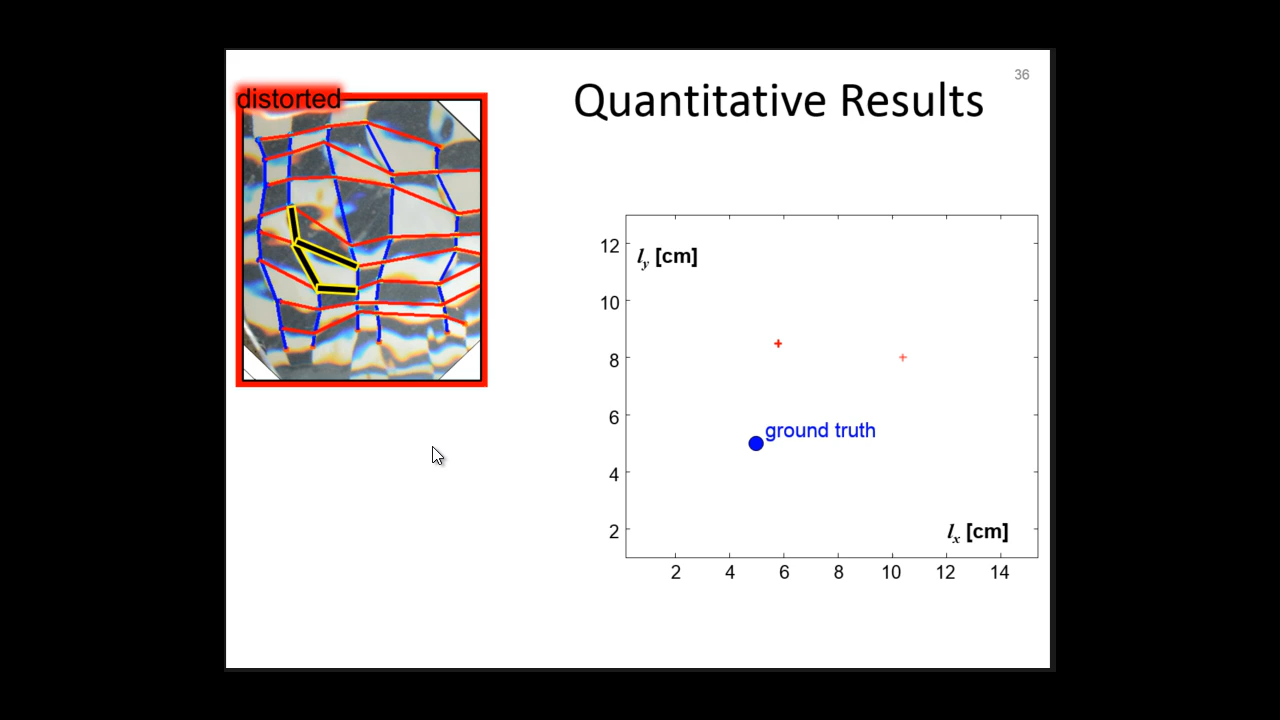 36
Quantitative Results
distorted
l_y [cm]
12
10
8
6
4
2
ground truth
l_x [cm]
2 4 6 8 10 12 14